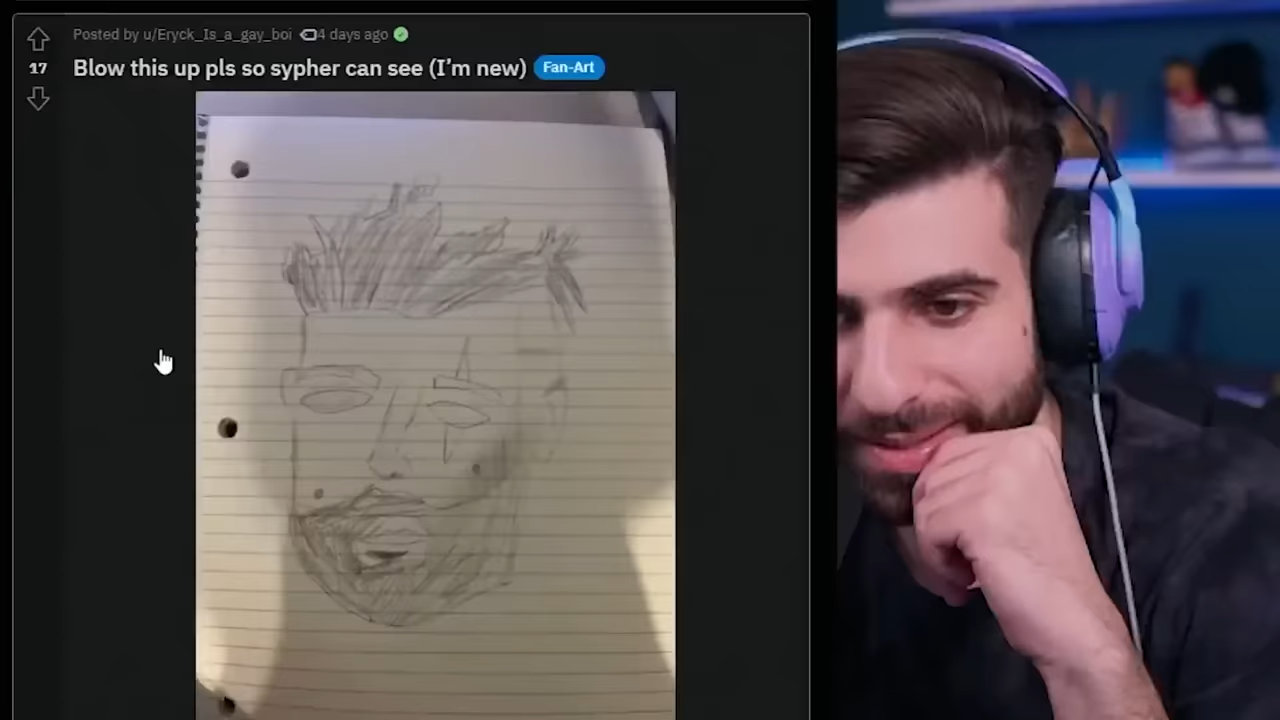 Posted by u/Eryck_Is_a_gay_boi 4 days ago
17
Blow this up pls so sypher can see (I'm new) Fan-Art